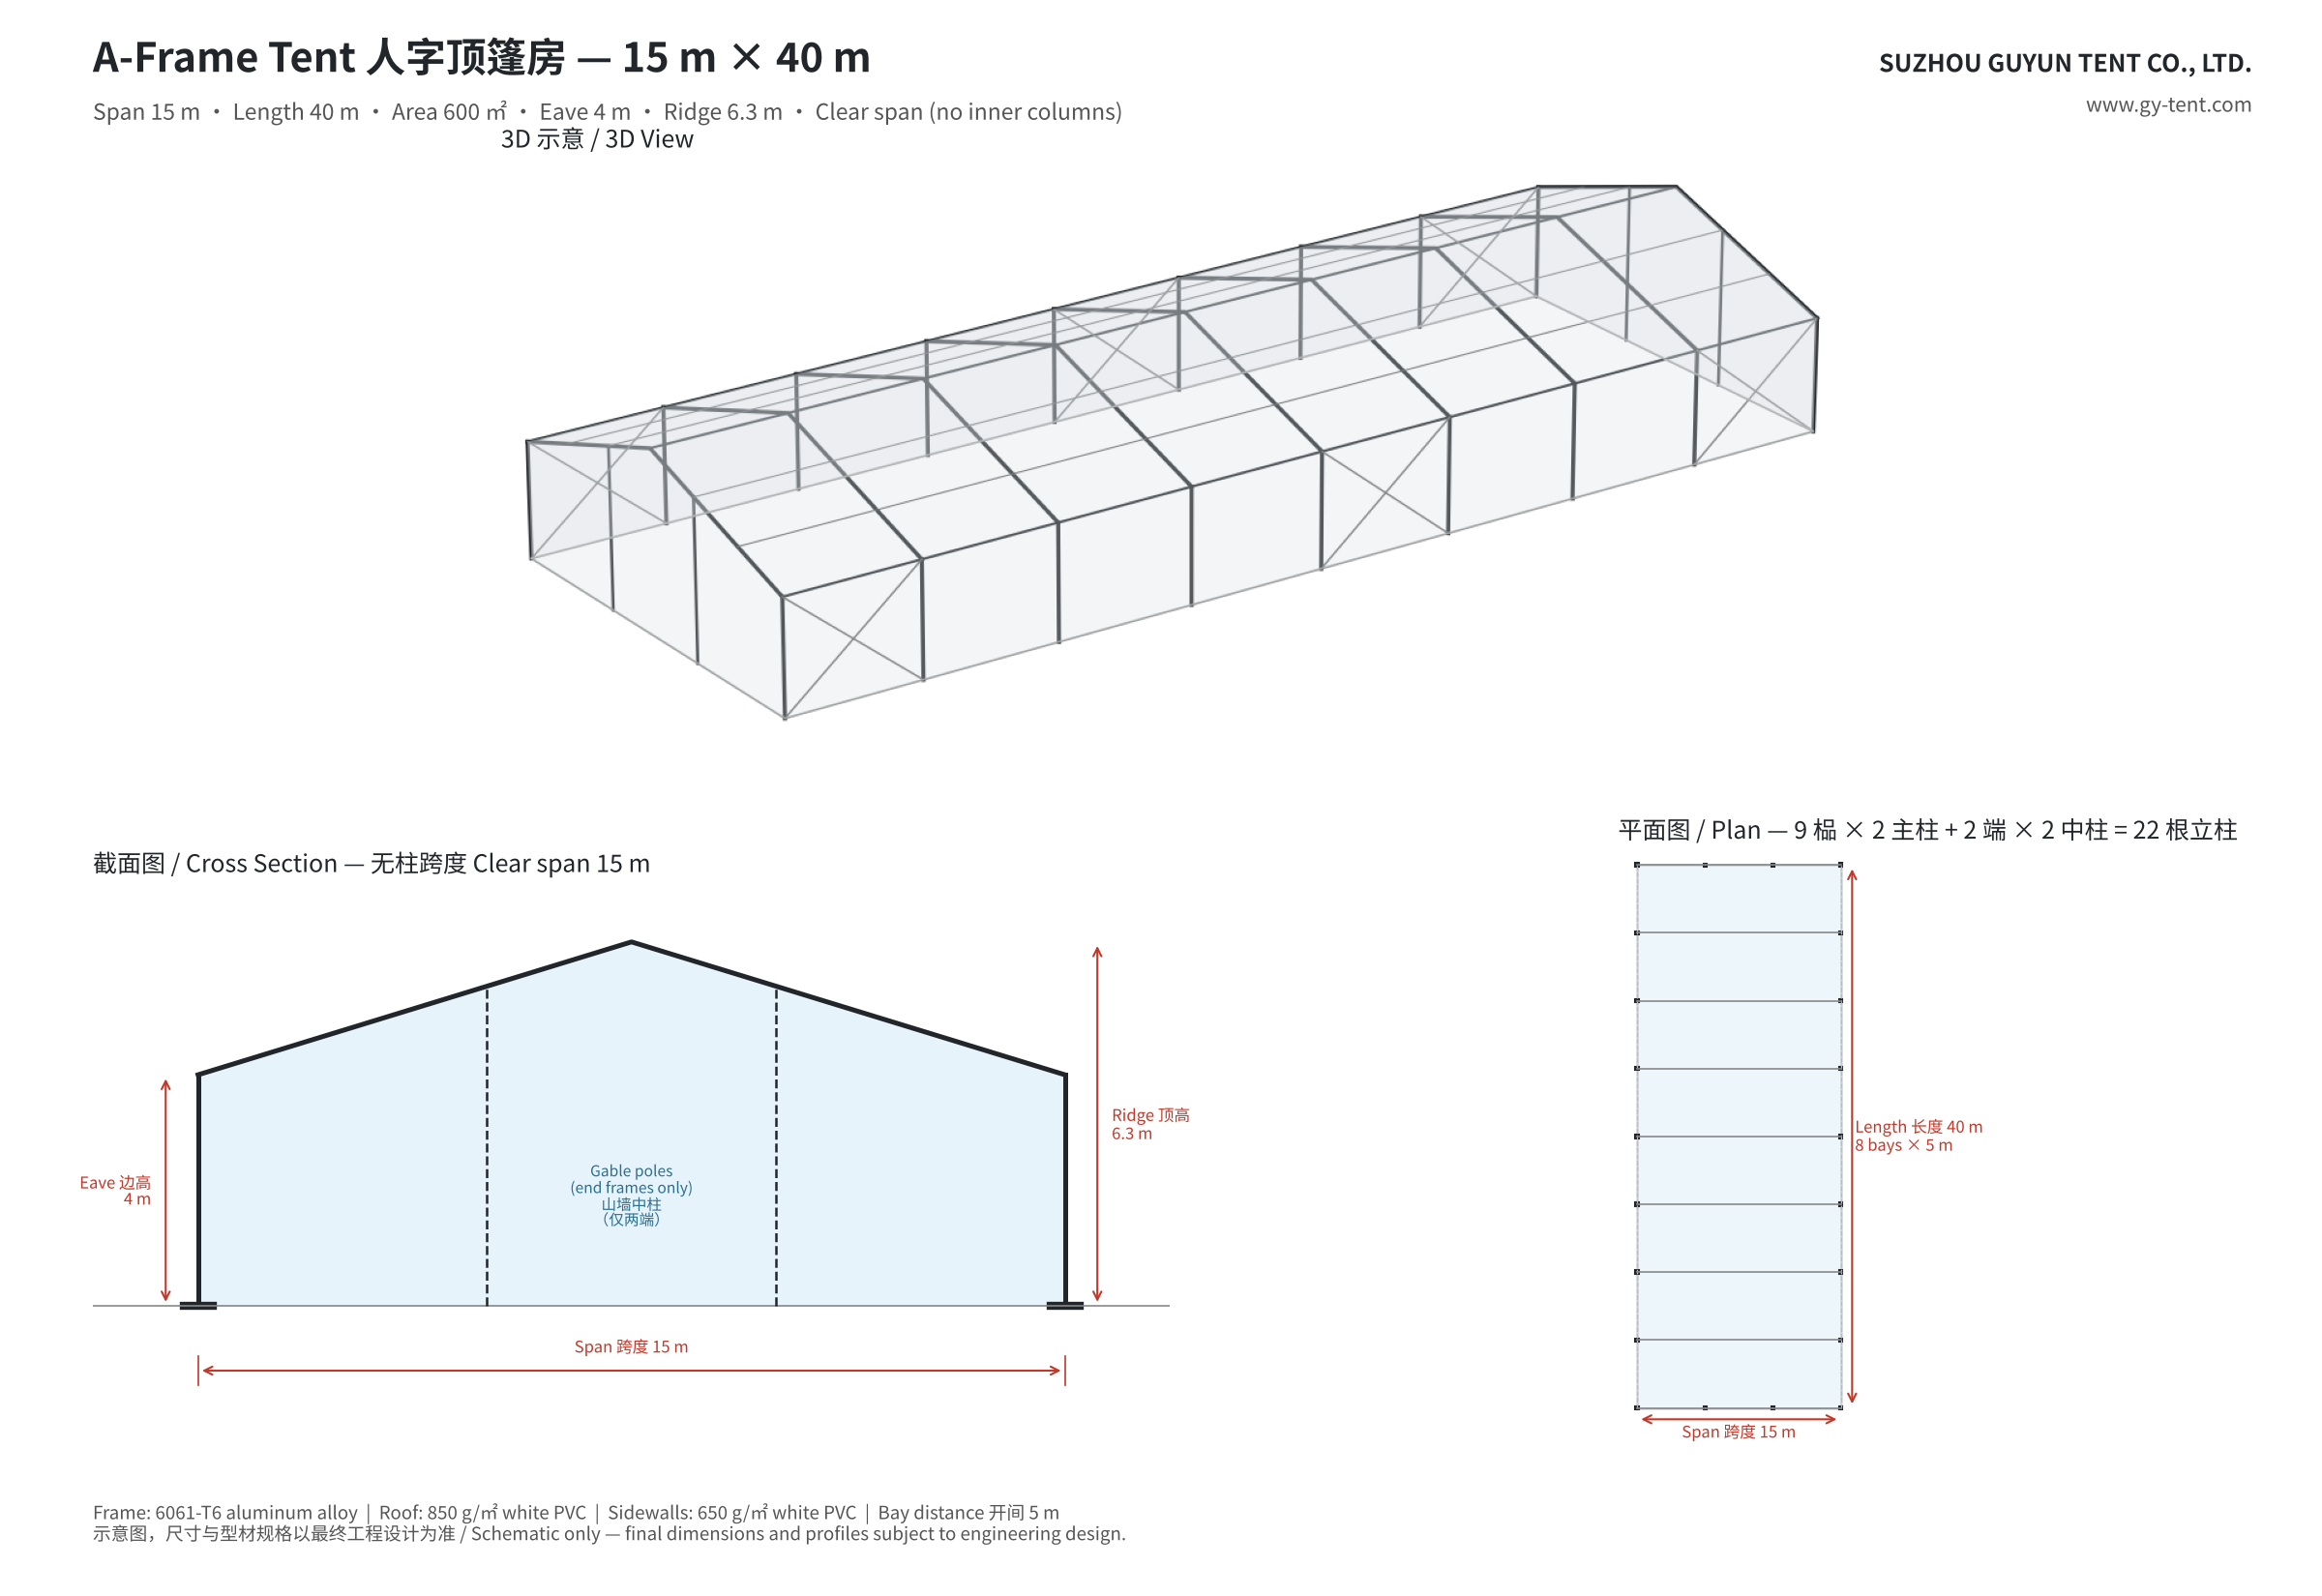 A-Frame Tent 人字顶篷房 — 15 m × 40 m
SUZHOU GUYUN TENT CO., LTD.
Span 15 m · Length 40 m · Area 600 ㎡ · Eave 4 m · Ridge 6.3 m · Clear span (no inner columns)
www.gy-tent.com
3D 示意 / 3D View
平面图 / Plan — 9 榀 × 2 主柱 + 2 端 × 2 中柱 = 22 根立柱
截面图 / Cross Section — 无柱跨度 Clear span 15 m
Ridge 顶高
6.3 m
Eave 边高
4 m
Gable poles
(end frames only)
山墙中柱
（仅两端）
Span 跨度 15 m
Length 长度 40 m
8 bays × 5 m
Span 跨度 15 m
Frame: 6061-T6 aluminum alloy | Roof: 850 g/㎡ white PVC | Sidewalls: 650 g/㎡ white PVC | Bay distance 开间 5 m
示意图，尺寸与型材规格以最终工程设计为准 / Schematic only — final dimensions and profiles subject to engineering design.